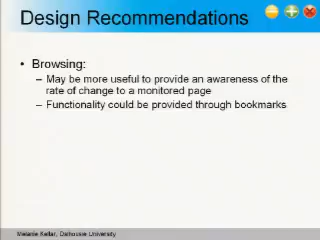 Design Recommendations
• Browsing:
– May be more useful to provide an awareness of the
rate of change to a monitored page
– Functionality could be provided through bookmarks
Melanie Kellar, Dalhousie University